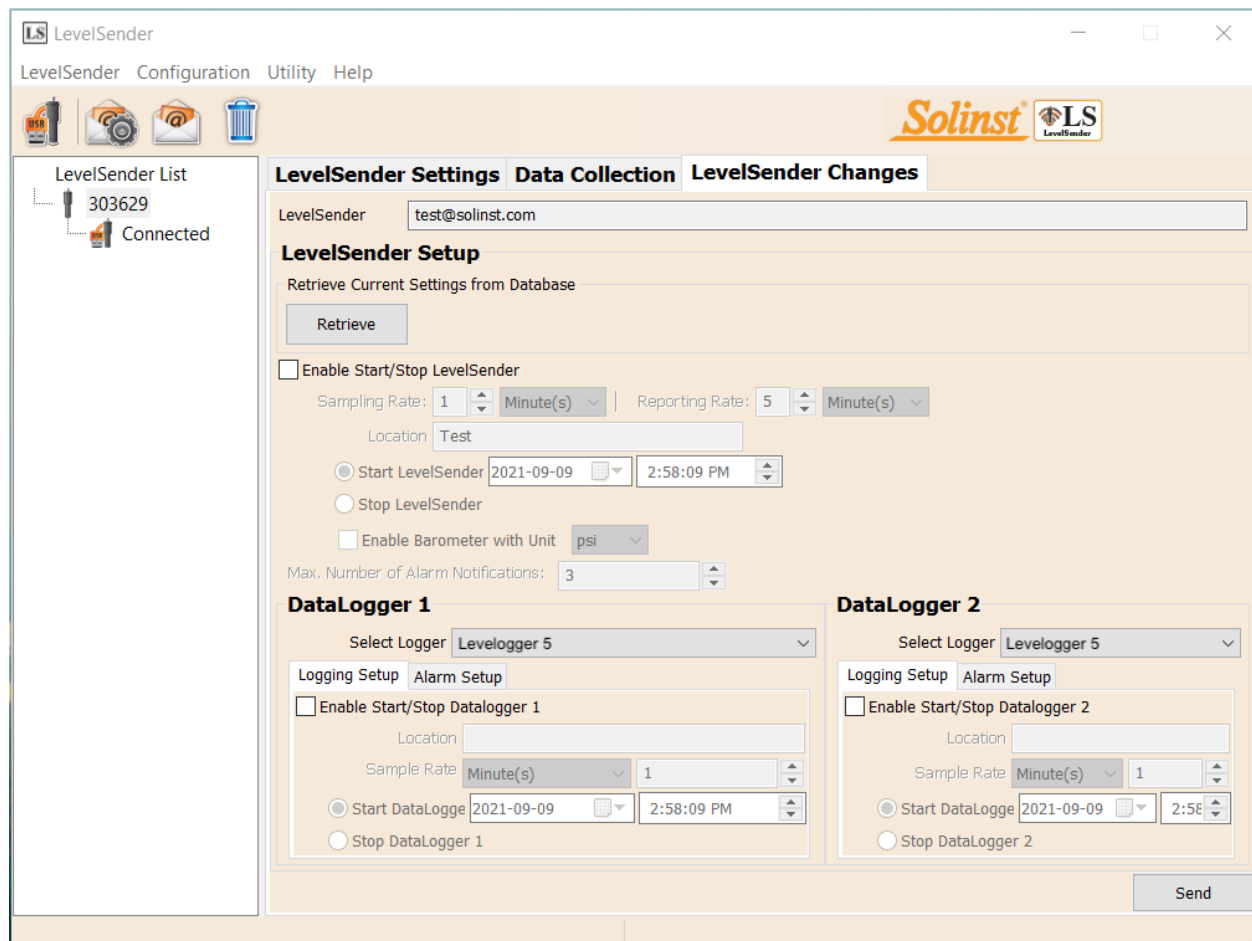 LS LevelSender
LevelSender Configuration Utility Help
USB @ Solinst® LS
LevelSender
LevelSender List
303629
Connected
LevelSender Settings Data Collection LevelSender Changes
LevelSender test@solinst.com
LevelSender Setup
Retrieve Current Settings from Database
Retrieve
Enable Start/Stop LevelSender
Sampling Rate: 1 Minute(s) Reporting Rate: 5 Minute(s)
Location Test
Start LevelSender 2021-09-09 2:58:09 PM
Stop LevelSender
Enable Barometer with Unit psi
Max. Number of Alarm Notifications: 3
DataLogger 1
Select Logger Levelogger 5
Logging Setup Alarm Setup
Enable Start/Stop Datalogger 1
Location
Sample Rate Minute(s) 1
Start DataLogge 2021-09-09 2:58:09 PM
Stop DataLogger 1
DataLogger 2
Select Logger Levelogger 5
Logging Setup Alarm Setup
Enable Start/Stop Datalogger 2
Location
Sample Rate Minute(s) 1
Start DataLogge 2021-09-09 2:58
Stop DataLogger 2
Send